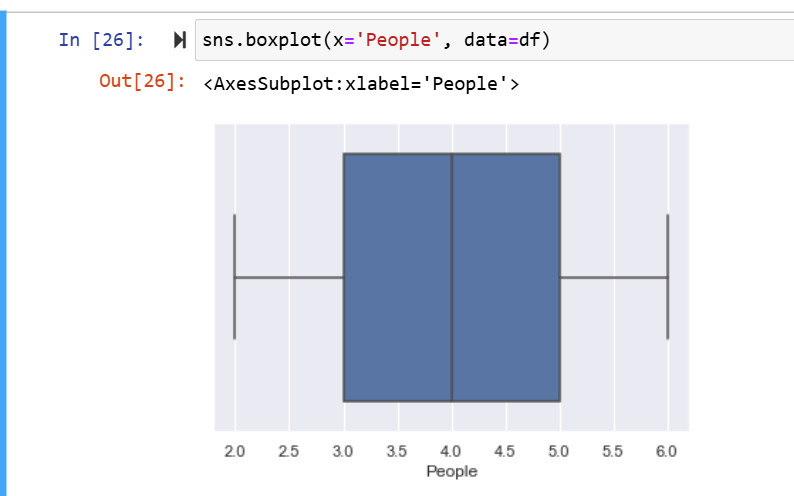 In [26]: sns.boxplot(x='People', data=df)
Out[26]: <AxesSubplot:xlabel='People'>
2.0 2.5 3.0 3.5 4.0 4.5 5.0 5.5 6.0
People